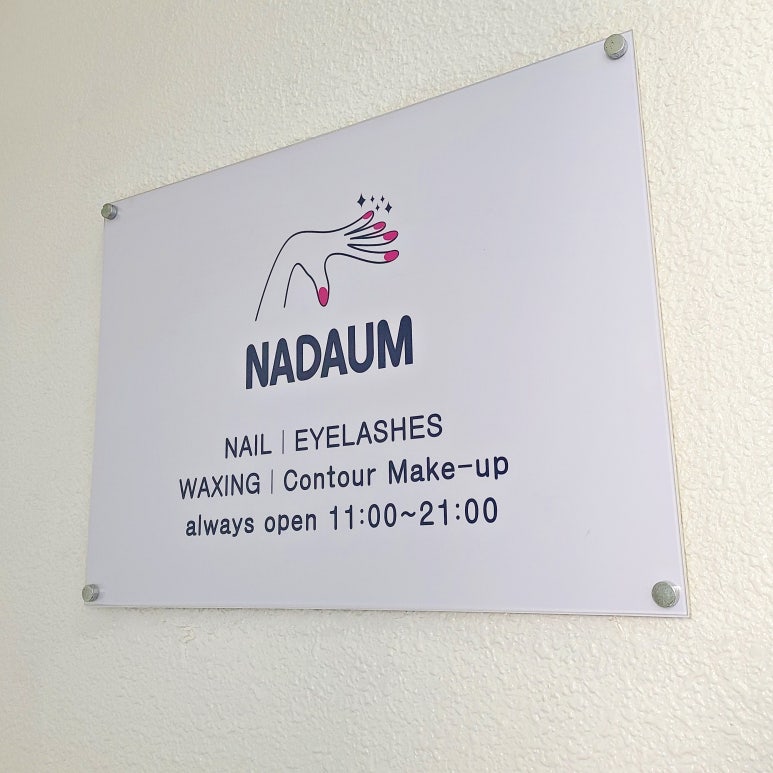 NADAUM
NAIL | EYELASHES
WAXING | Contour Make-up
always open 11:00~21:00